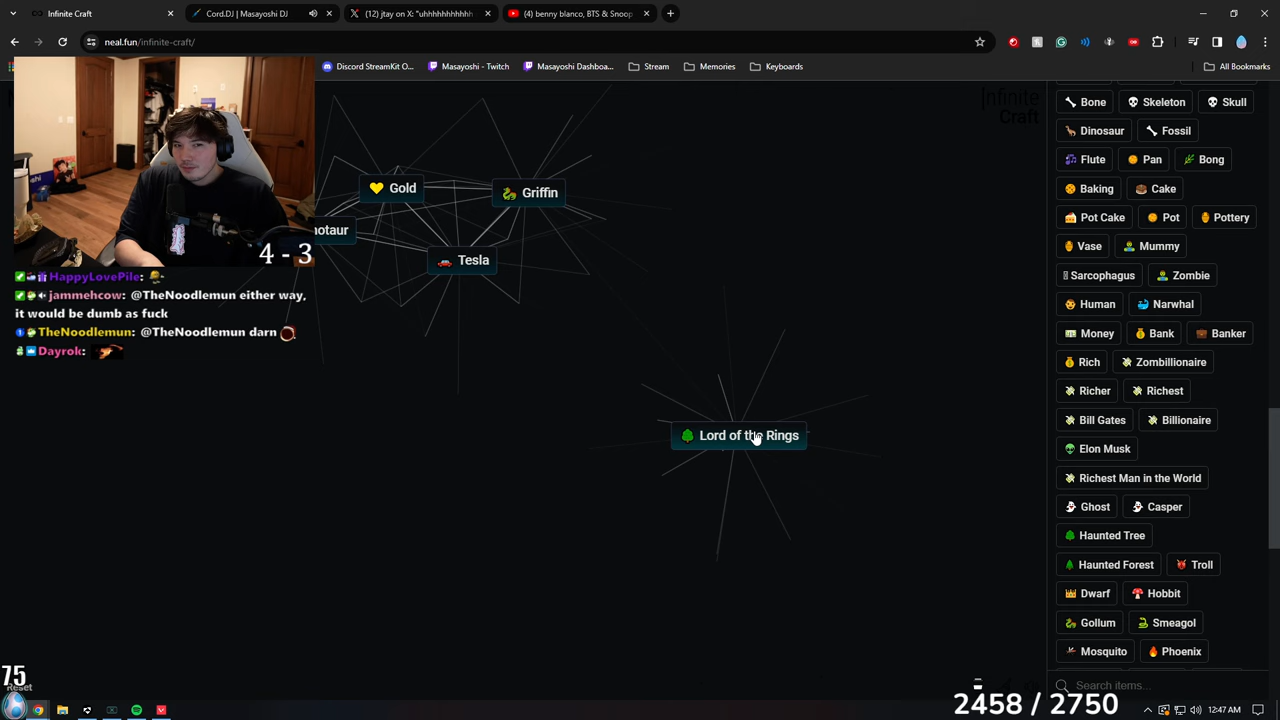 Infinite Craft
Cord.DJ | Masayoshi DJ
(12) jtay on X: "uhhhhhhhhhh
(4) benny blanco, BTS & Snoop
neal.fun/infinite-craft/
Discord StreamKit O...
Masayoshi - Twitch
Masayoshi Dashboa...
Stream
Memories
Keyboards
All Bookmarks
Infinite
Craft
Bone
Skeleton
Skull
Dinosaur
Fossil
Gold
Griffin
Flute
Pan
Bong
Baking
Cake
notaur
Tesla
Pot Cake
Pot
Pottery
4 - 3
Vase
Mummy
HappyLovePile:
Sarcophagus
Zombie
jammehcow: @TheNoodlemun either way,
it would be dumb as fuck
Human
Narwhal
TheNoodlemun: @TheNoodlemun darn
Money
Bank
Banker
Dayrok:
Rich
Zombillionaire
Richer
Richest
Bill Gates
Billionaire
Lord of the Rings
Elon Musk
Richest Man in the World
Ghost
Casper
Haunted Tree
Haunted Forest
Troll
Dwarf
Hobbit
Gollum
Smeagol
Mosquito
Phoenix
75
Reset
Search items...
2458 / 2750
12:47 AM